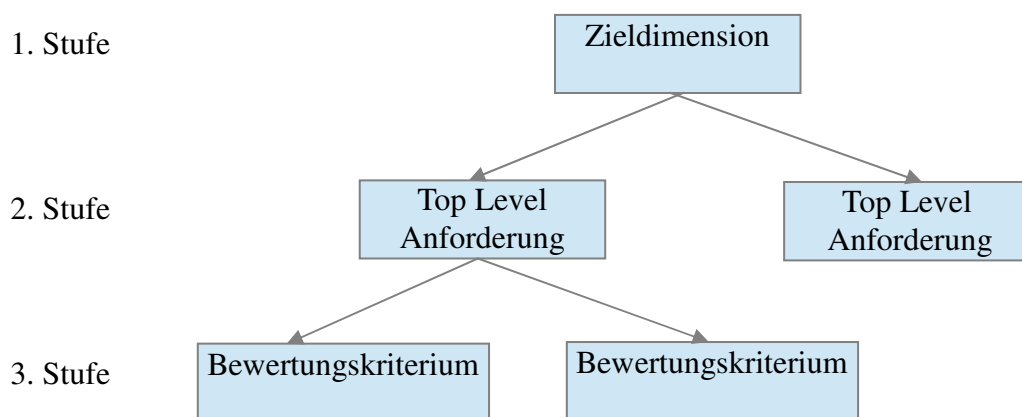 1. Stufe
Zieldimension
2. Stufe
Top Level
Anforderung
Top Level
Anforderung
3. Stufe
Bewertungskriterium
Bewertungskriterium